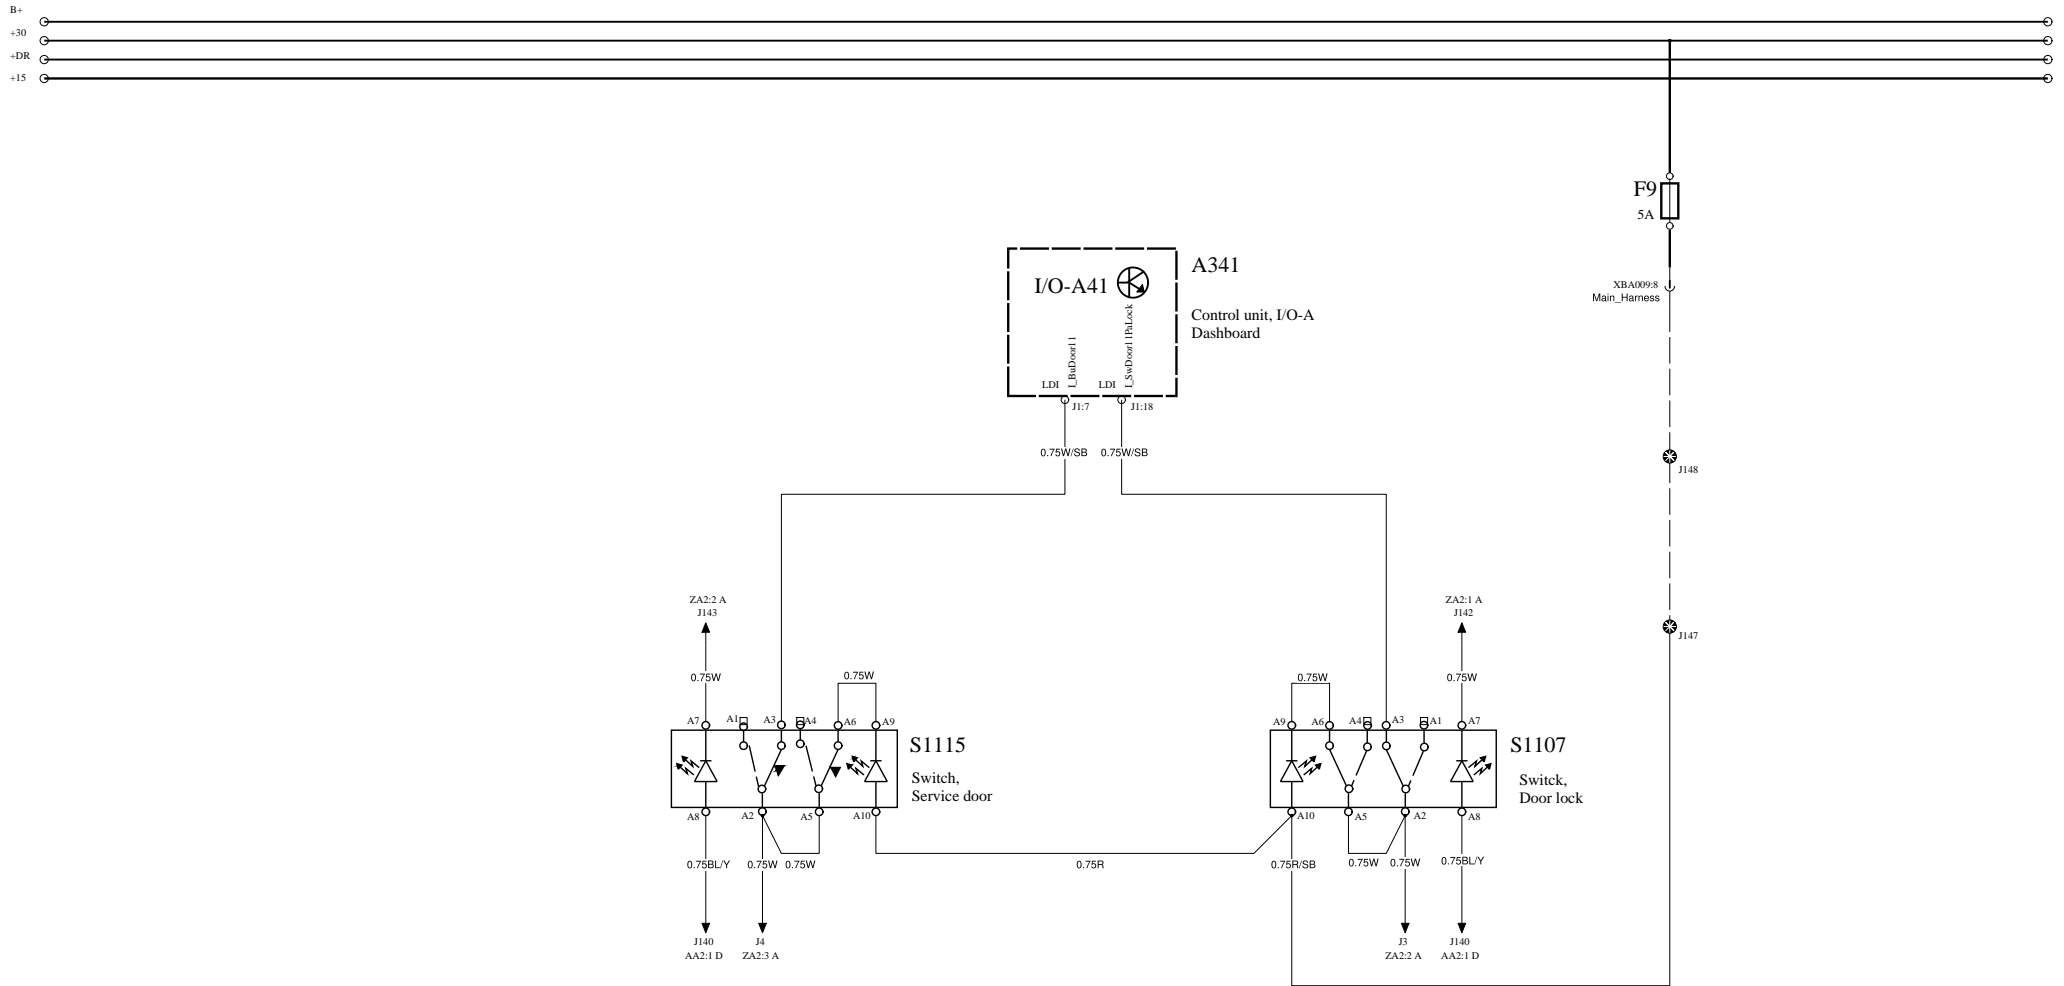 B+
+30
+DR
+15
F9
5A
XBA009:8
Main_Harness
A341
I/O-A41
Control unit, I/O-A
Dashboard
I_BuDoor11
I_SwDoor11PaLock
LDI
LDI
J1:7
J1:18
0.75W/SB
0.75W/SB
J148
J147
ZA2:2 A
J143
ZA2:1 A
J142
0.75W
0.75W
0.75W
0.75W
A7
A1
A3
A4
A6
A9
A9
A6
A4
A3
A1
A7
S1115
Switch,
Service door
S1107
Switck,
Door lock
A8
A2
A5
A10
A10
A5
A2
A8
0.75BL/Y
0.75W
0.75W
0.75R
0.75R/SB
0.75W
0.75W
0.75BL/Y
J140
AA2:1 D
J4
ZA2:3 A
J3
ZA2:2 A
J140
AA2:1 D